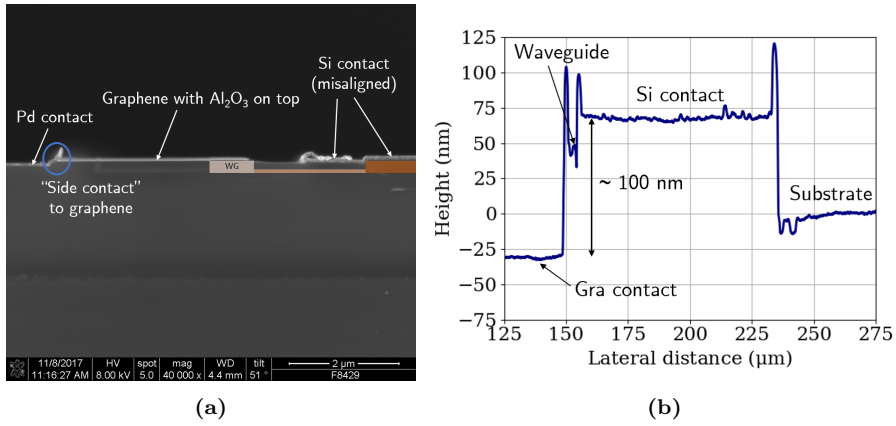 Si contact
(misaligned)
Graphene with Al₂O₃ on top
Pd contact
WG
“Side contact”
to graphene
11/8/2017 HV spot mag WD tilt 2 µm
11:16:27 AM 8.00 kV 5.0 40 000 x 4.4 mm 51 ° F8429
(a)
125
100
75
50
25
0
−25
−50
−75
Height (nm)
Waveguide
Si contact
~ 100 nm
Substrate
Gra contact
125 150 175 200 225 250 275
Lateral distance (µm)
(b)